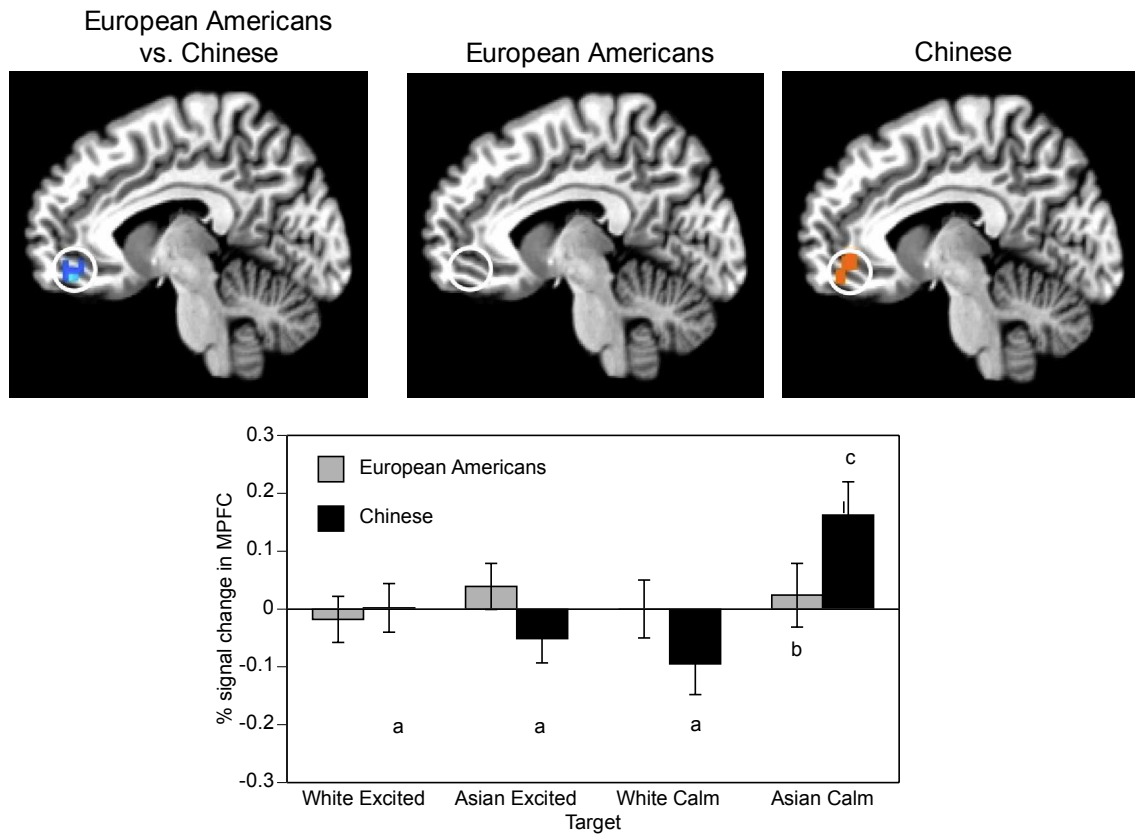 European Americans
vs. Chinese
European Americans
Chinese
0.3
0.2
0.1
0
-0.1
-0.2
-0.3
% signal change in MPFC
European Americans
Chinese
c
b
a
a
a
White Excited
Asian Excited
White Calm
Asian Calm
Target